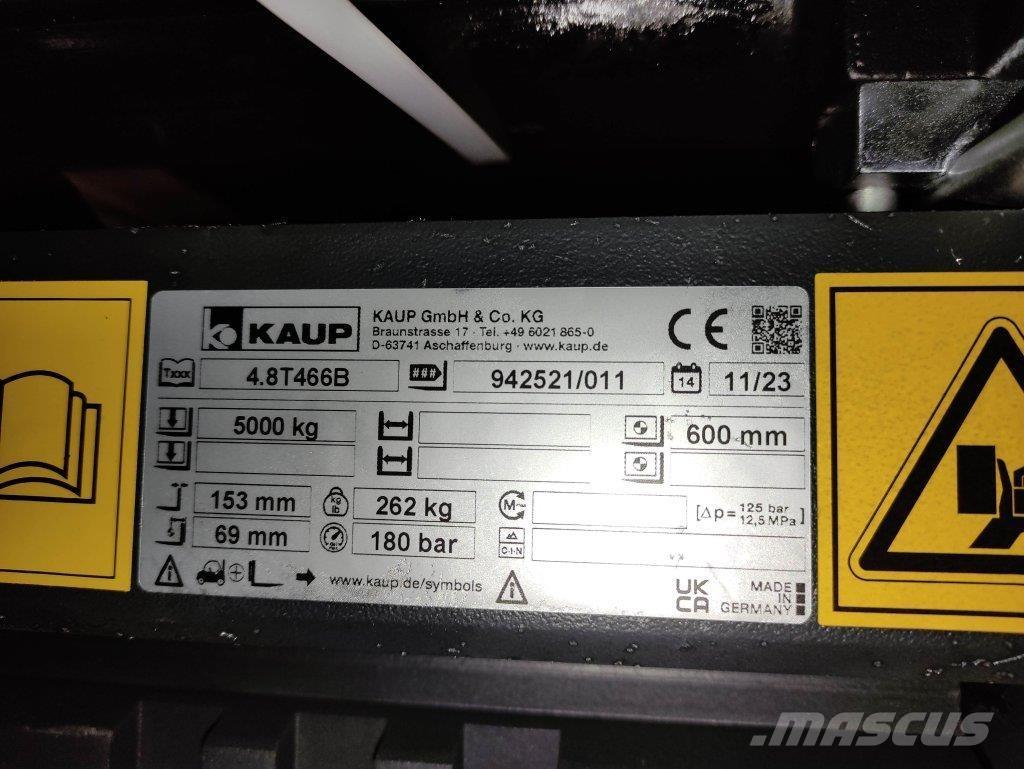 KAUP
KAUP GmbH & Co. KG
Braunstrasse 17 · Tel. +49 6021 865-0
D-63741 Aschaffenburg · www.kaup.de
CE
Txxx 4.8T466B ### 942521/011 14 11/23
5000 kg 600 mm
153 mm kg lb 262 kg M [Δp= 125 bar 12,5 MPa]
69 mm 180 bar C-I-N
www.kaup.de/symbols
UK CA
MADE IN GERMANY
MASCUS